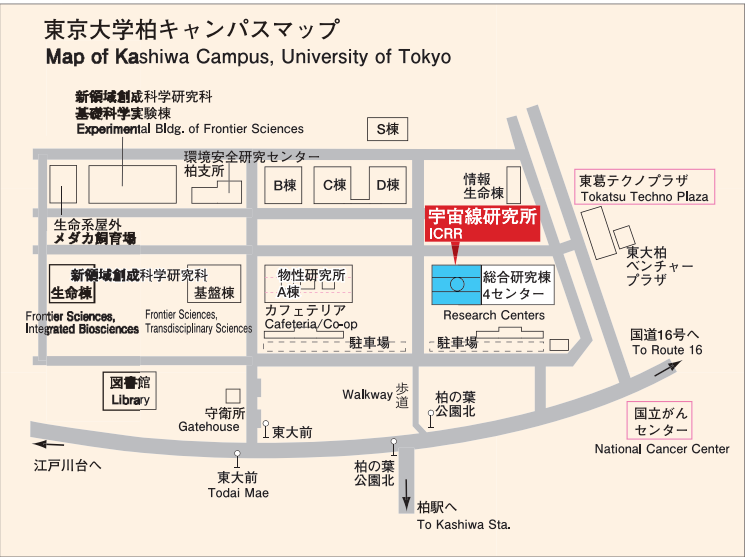 東京大学柏キャンパスマップ
Map of Kashiwa Campus, University of Tokyo
新領域創成科学研究科
基礎科学実験棟
Experimental Bldg. of Frontier Sciences
S棟
環境安全研究センター
柏支所
B棟
C棟
D棟
情報
生命棟
東葛テクノプラザ
Tokatsu Techno Plaza
生命系屋外
メダカ飼育場
宇宙線研究所
ICRR
東大柏
ベンチャー
プラザ
新領域創成科学研究科
生命棟
基盤棟
物性研究所
A棟
総合研究棟
4センター
Frontier Sciences,
Integrated Biosciences
Frontier Sciences,
Transdisciplinary Sciences
カフェテリア
Cafeteria/Co-op
Research Centers
駐車場
駐車場
国道16号へ
To Route 16
図書館
Library
守衛所
Gatehouse
Walkway
歩道
柏の葉
公園北
東大前
国立がん
センター
National Cancer Center
江戸川台へ
東大前
Todai Mae
柏の葉
公園北
柏駅へ
To Kashiwa Sta.